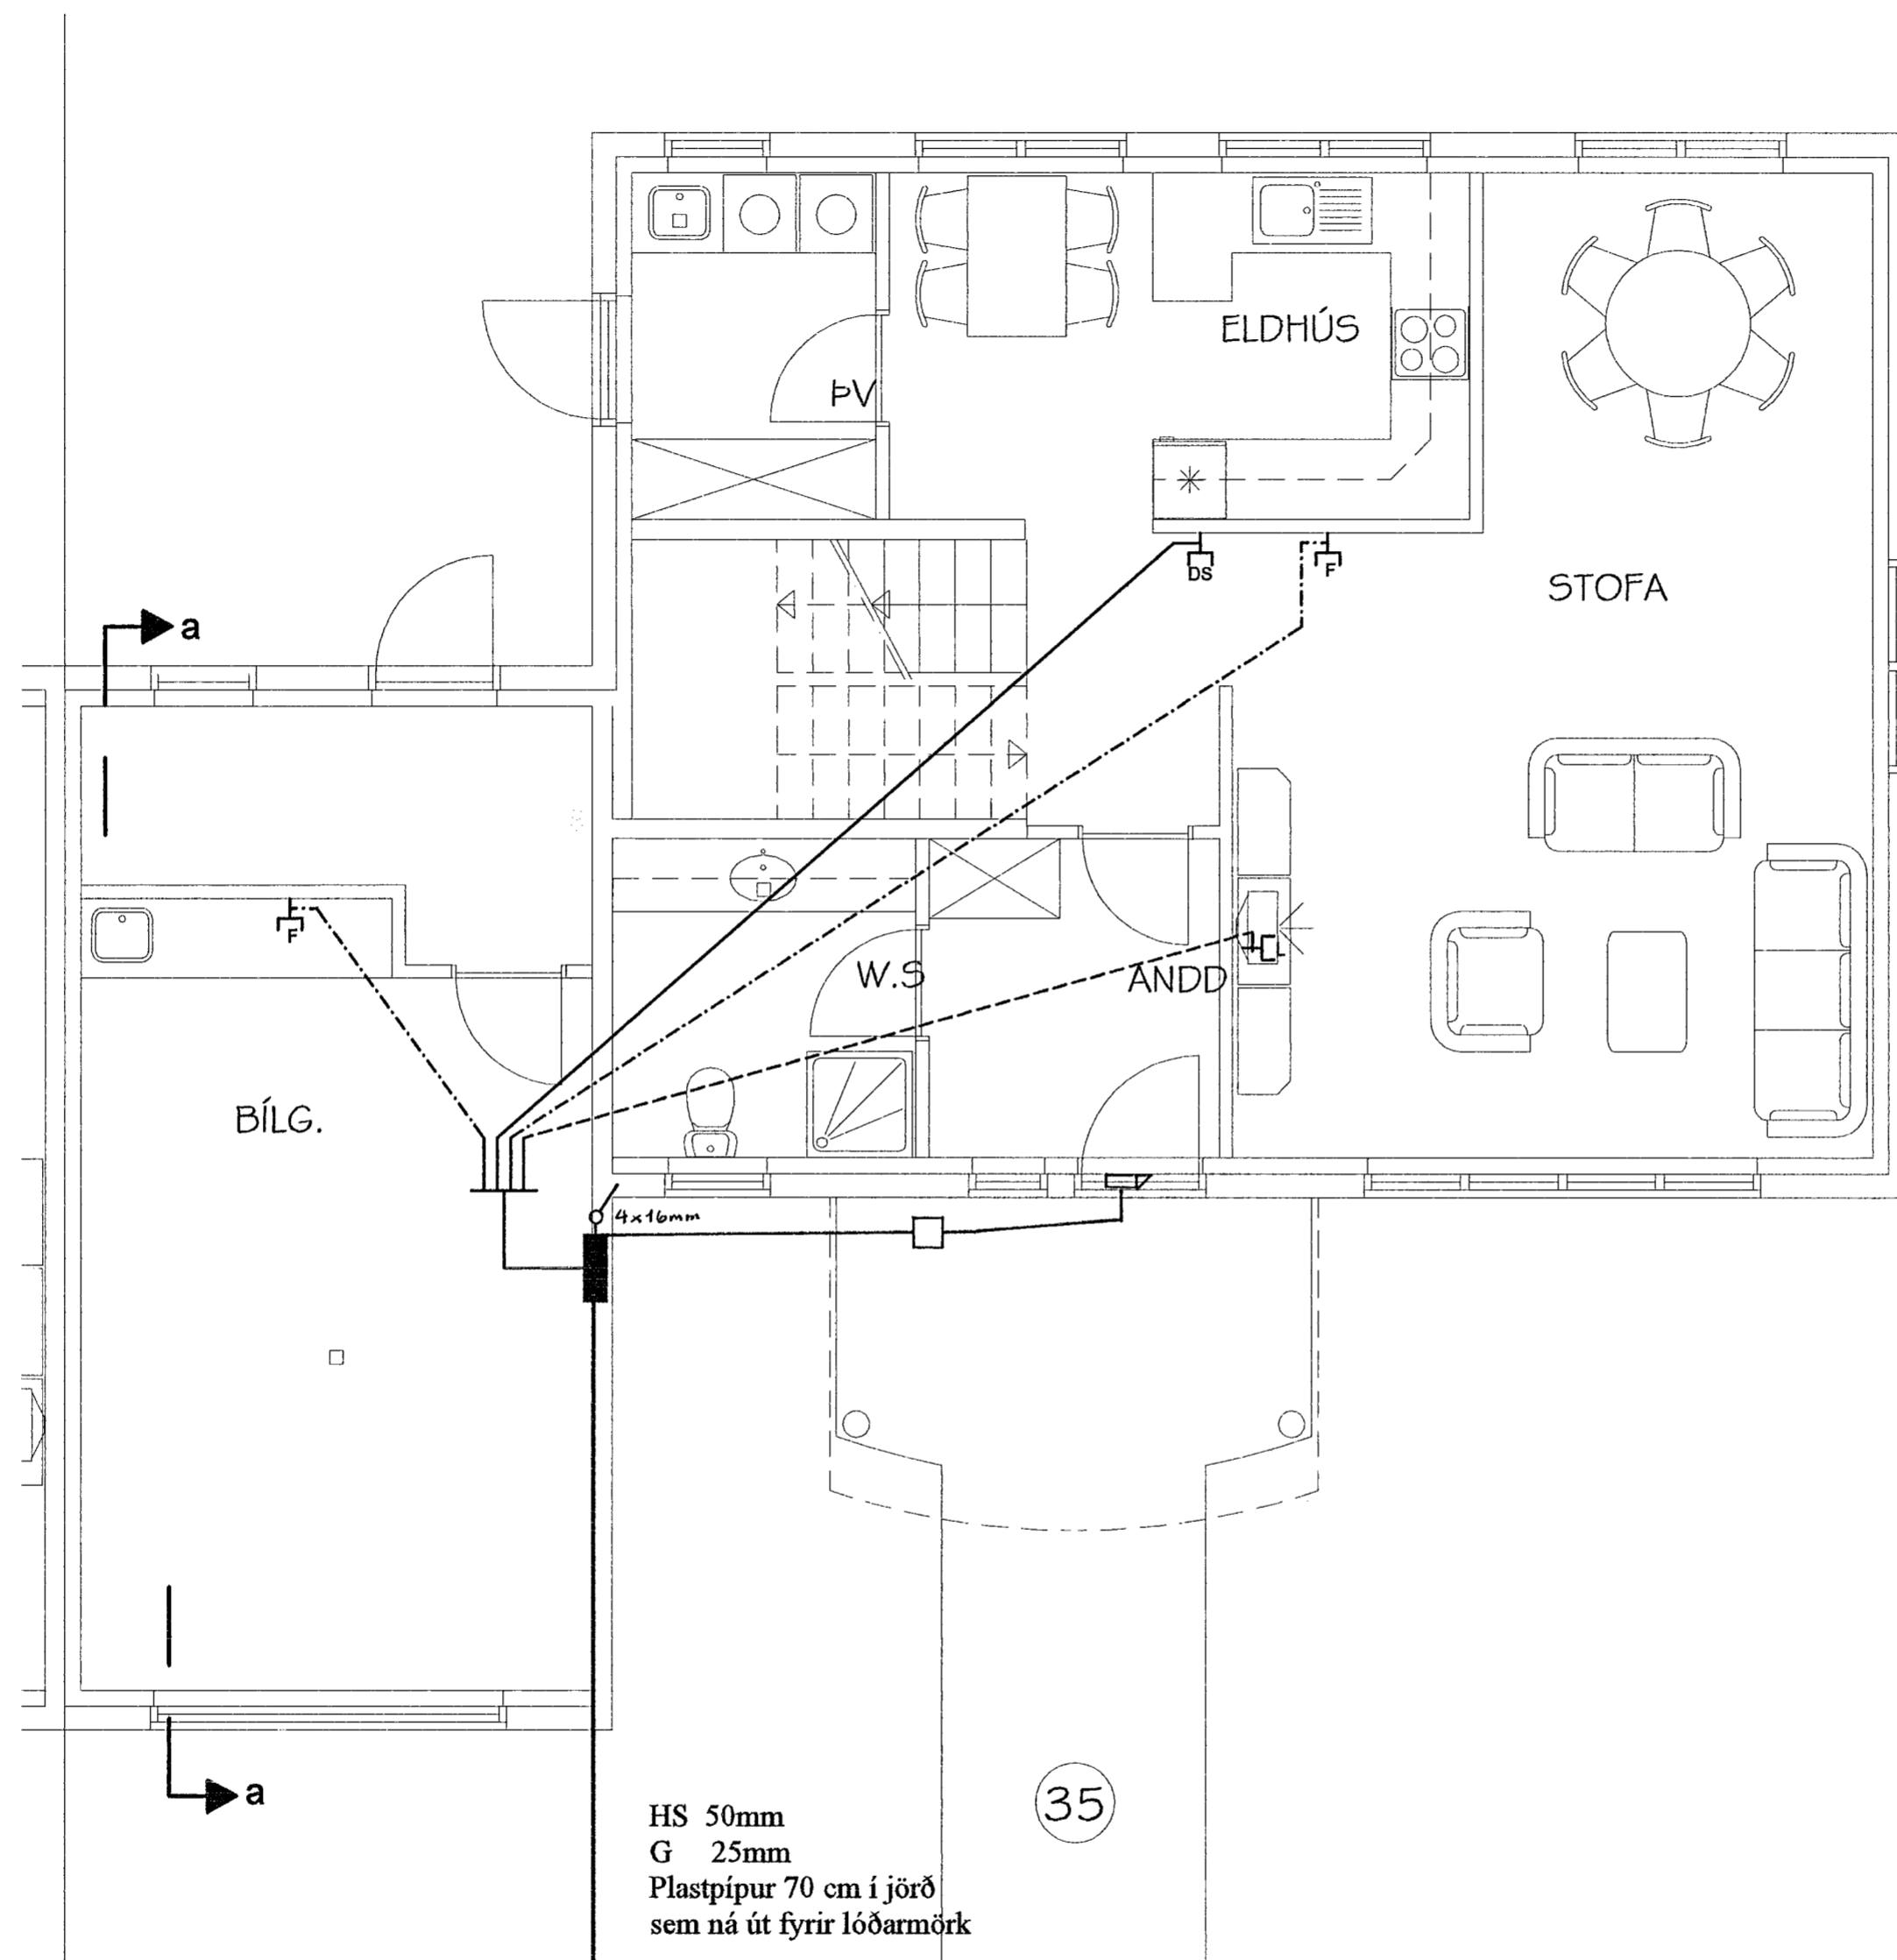 ELDHÚS
ÞV
DS
F
STOFA
a
F
W.S
ANDD
L
BÍLG.
4x16mm
a
35
HS 50mm
G 25mm
Plastpípur 70 cm í jörð
sem ná út fyrir lóðarmörk